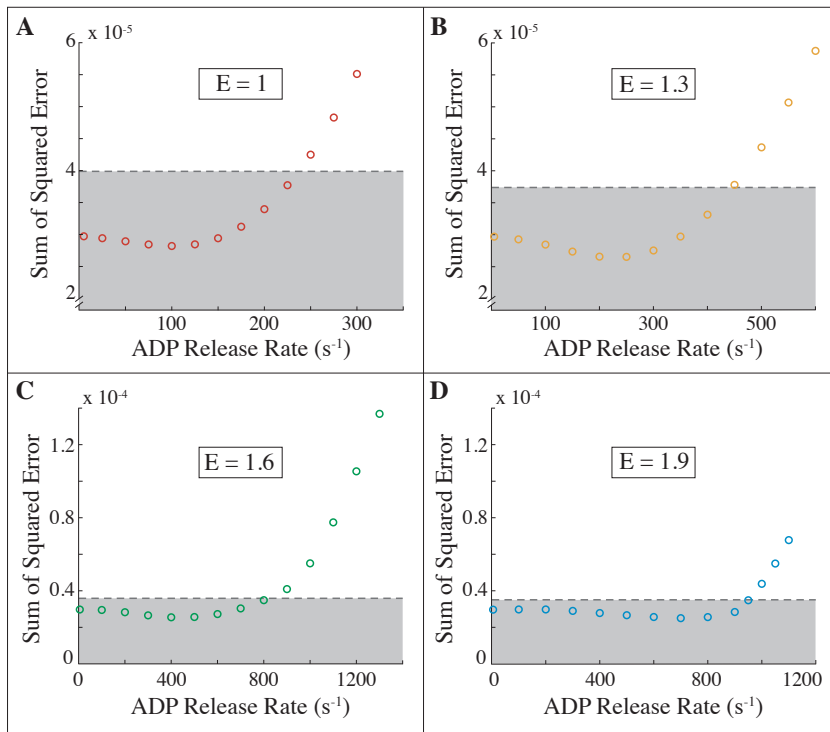 A
x 10⁻⁵
6
4
2
E = 1
Sum of Squared Error
100 200 300
ADP Release Rate (s⁻¹)
B
x 10⁻⁵
6
4
2
E = 1.3
Sum of Squared Error
100 300 500
ADP Release Rate (s⁻¹)
C
x 10⁻⁴
1.2
0.8
0.4
0
E = 1.6
Sum of Squared Error
0 400 800 1200
ADP Release Rate (s⁻¹)
D
x 10⁻⁴
1.2
0.8
0.4
0
E = 1.9
Sum of Squared Error
0 400 800 1200
ADP Release Rate (s⁻¹)